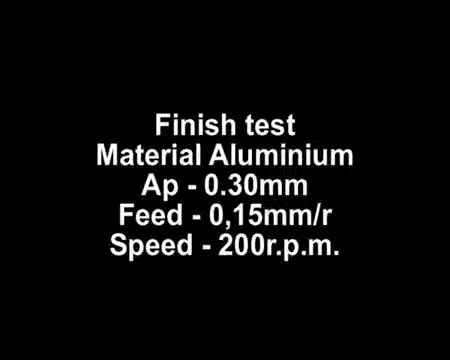 Finish test
Material Aluminium
Ap - 0.30mm
Feed - 0,15mm/r
Speed - 200r.p.m.